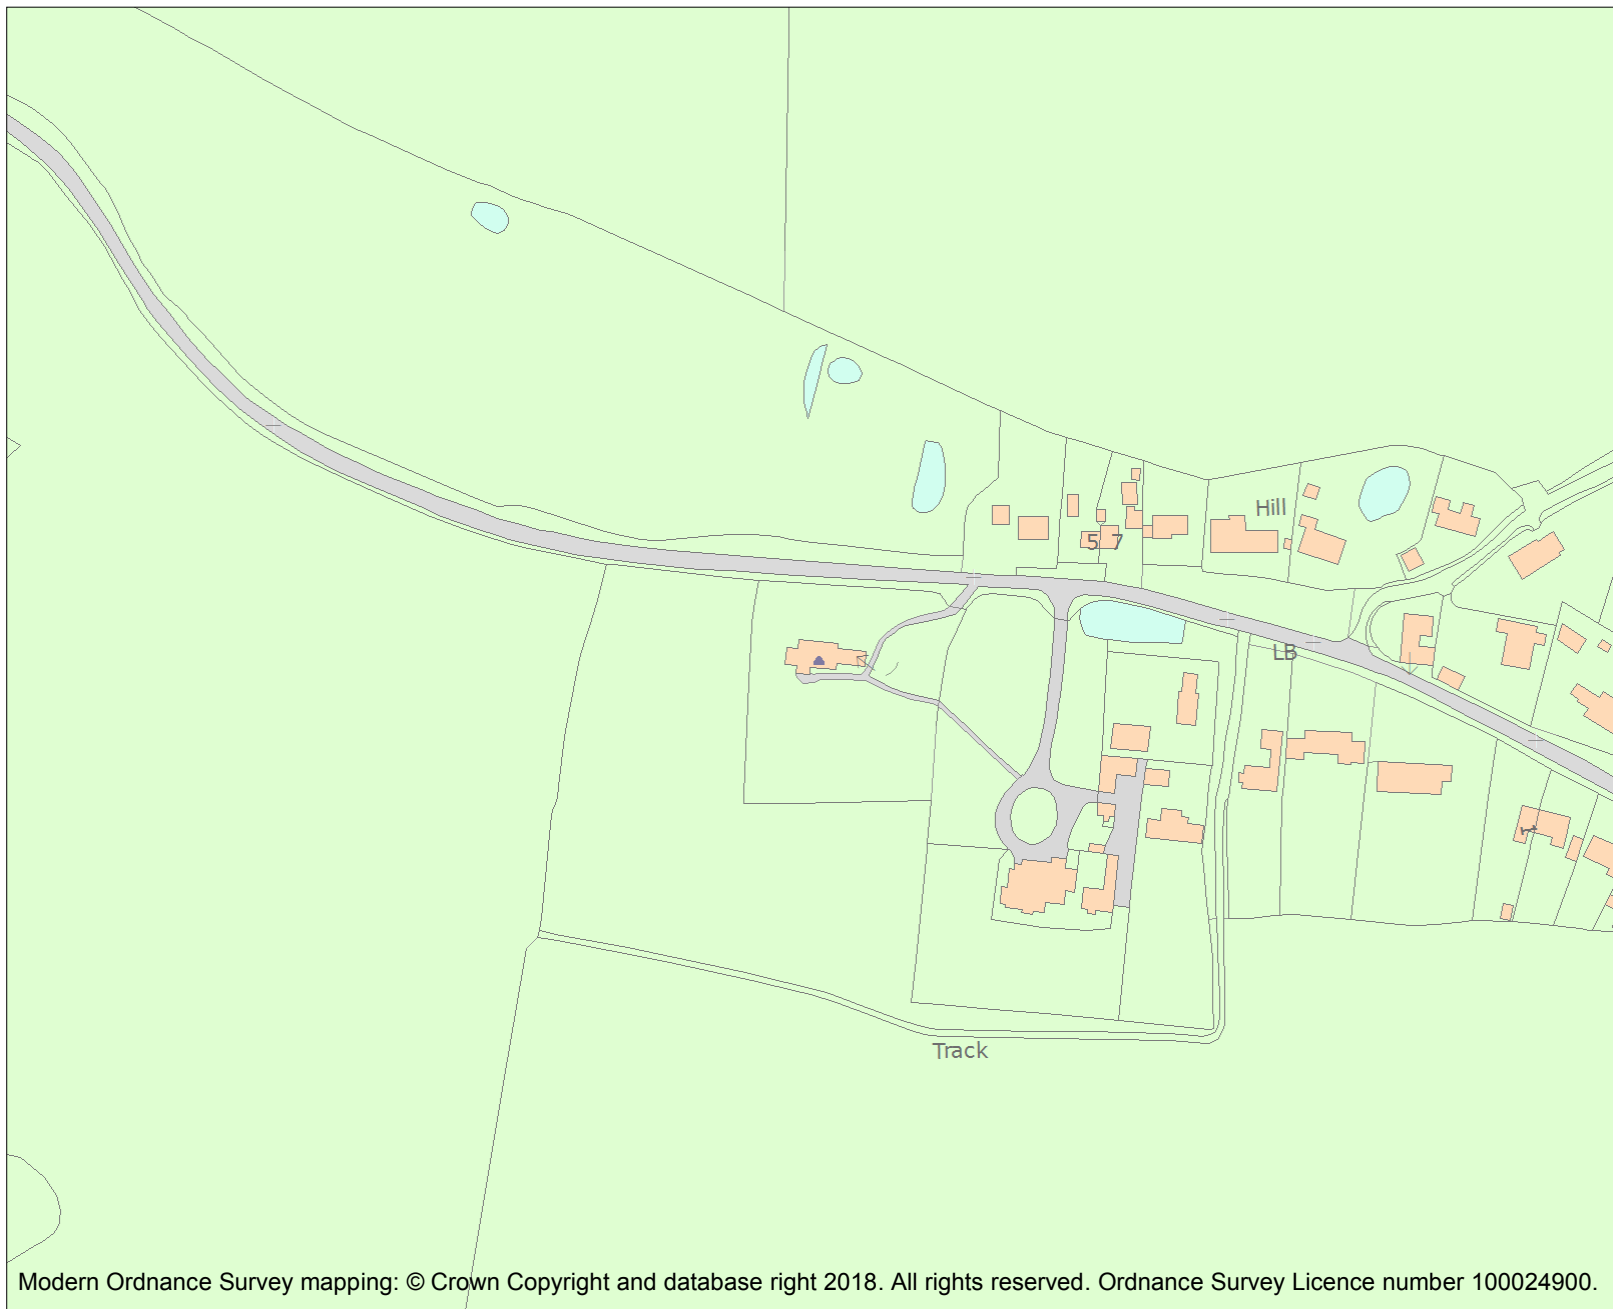 Hill
5 7
LB
1
Track
Modern Ordnance Survey mapping: © Crown Copyright and database right 2018. All rights reserved. Ordnance Survey Licence number 100024900.